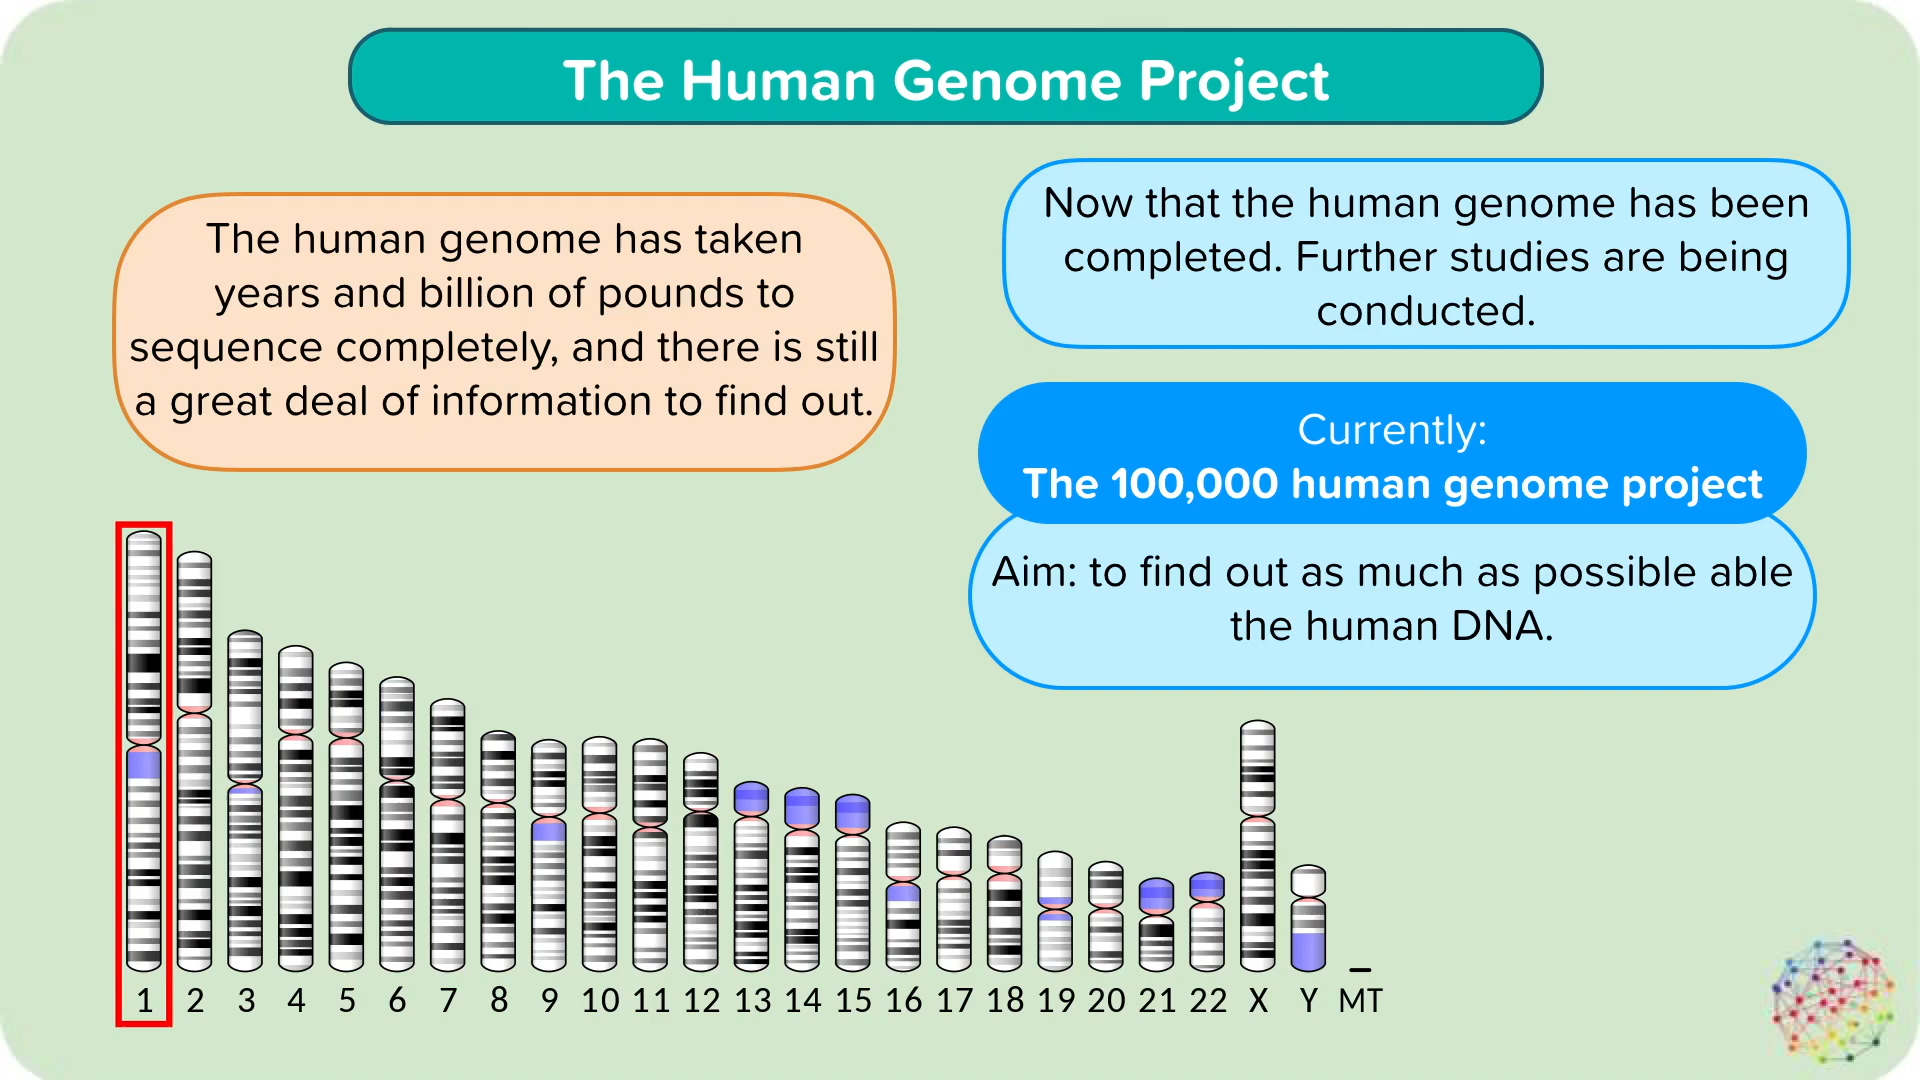 The Human Genome Project
The human genome has taken
years and billion of pounds to
sequence completely, and there is still
a great deal of information to find out.
Now that the human genome has been
completed. Further studies are being
conducted.
Currently:
The 100,000 human genome project
Aim: to find out as much as possible able
the human DNA.
1 2 3 4 5 6 7 8 9 10 11 12 13 14 15 16 17 18 19 20 21 22 X Y MT